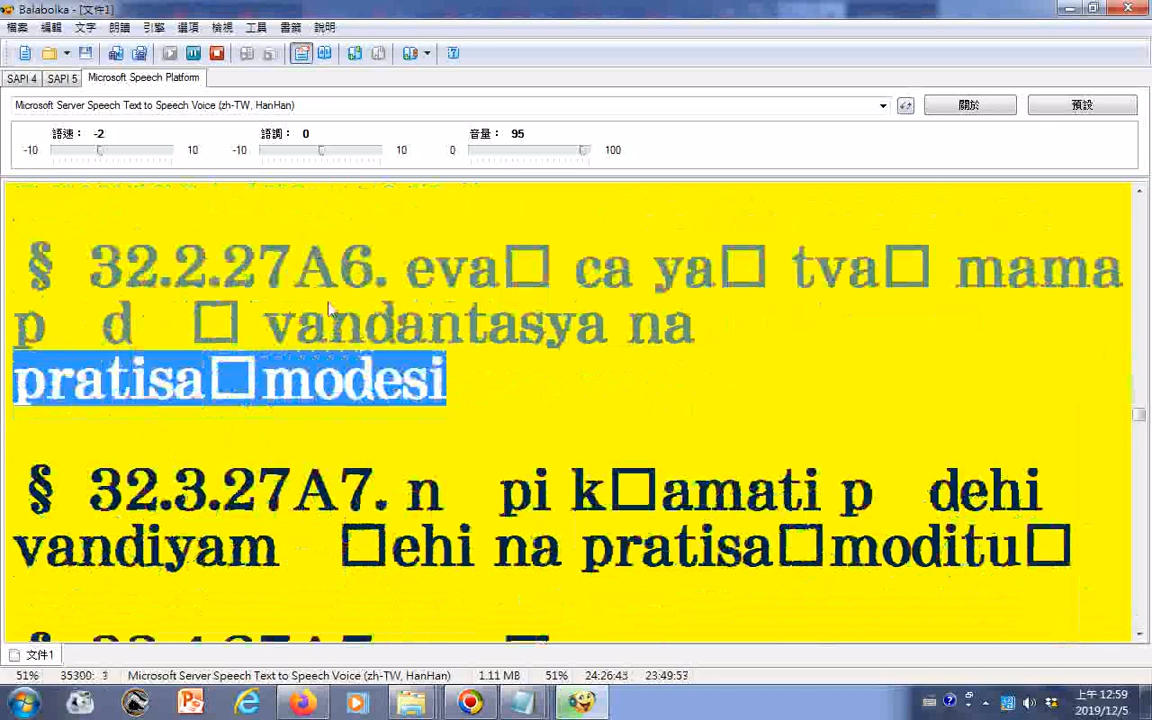 Balabolka - [文件1]
檔案 編輯 文字 朗讀 引擎 選項 檢視 工具 書籤 說明
SAPI 4 SAPI 5 Microsoft Speech Platform
Microsoft Server Speech Text to Speech Voice (zh-TW, HanHan) 關於 預設
語速： -2 語調： 0 音量： 95
-10 10 -10 10 0 100
§ 32.2.27A6. eva□ ca ya□ tva□ mama
p d □ vandantasya na
pratisa□modesi
§ 32.3.27A7. n pi k□amati p dehi
vandiyam □ehi na pratisa□moditu□
文件1
51% 35300: 3 Microsoft Server Speech Text to Speech Voice (zh-TW, HanHan) 1.11 MB 51% 24:26:43 23:49:53
上午 12:59
2019/12/5